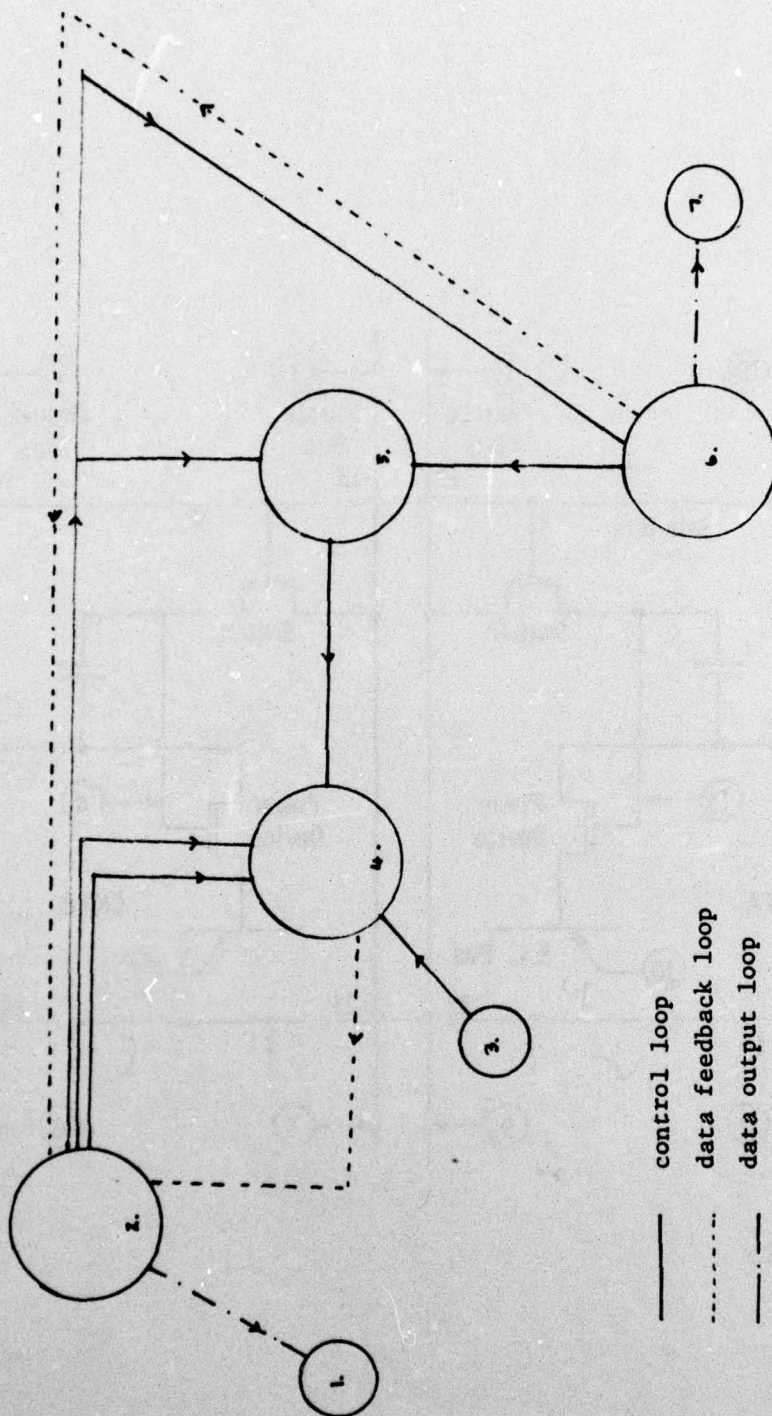 1.
2.
3.
4.
5.
6.
7.
control loop
data feedback loop
data output loop